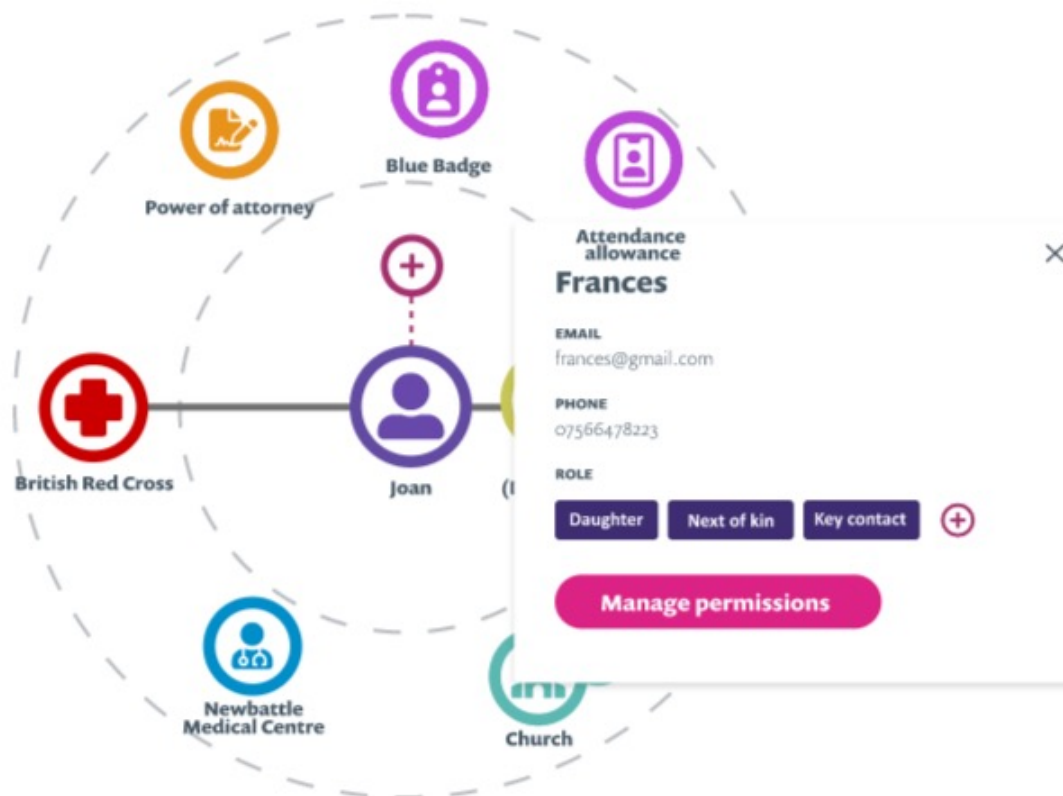 Blue Badge
Power of attorney
Attendance
allowance
Frances
EMAIL
frances@gmail.com
PHONE
07566478223
ROLE
Daughter
Next of kin
Key contact
Manage permissions
British Red Cross
Joan
Newbattle
Medical Centre
Church